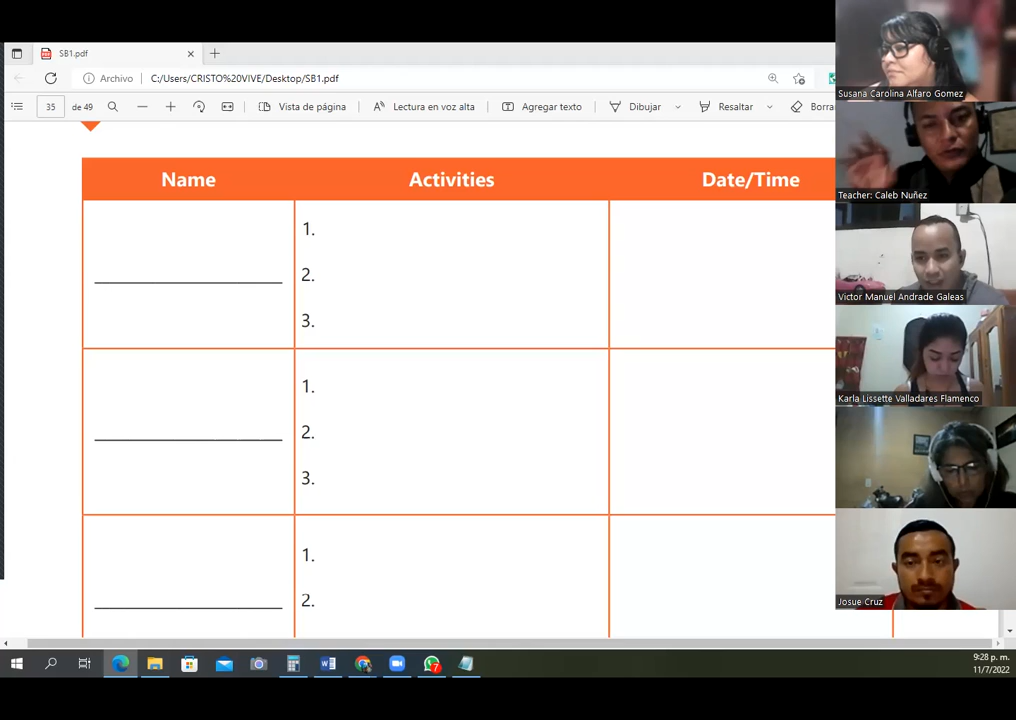 SB1.pdf
Archivo
C:/Users/CRISTO%20VIVE/Desktop/SB1.pdf
35
de 49
Vista de página
Lectura en voz alta
Agregar texto
Dibujar
Resaltar
Borra
Name
Activities
Date/Time
1.
2.
3.
1.
2.
3.
1.
2.
Susana Carolina Alfaro Gomez
Teacher: Caleb Nuñez
Victor Manuel Andrade Galeas
Karla Lissette Valladares Flamenco
Josue Cruz
7
9:28 p. m.
11/7/2022